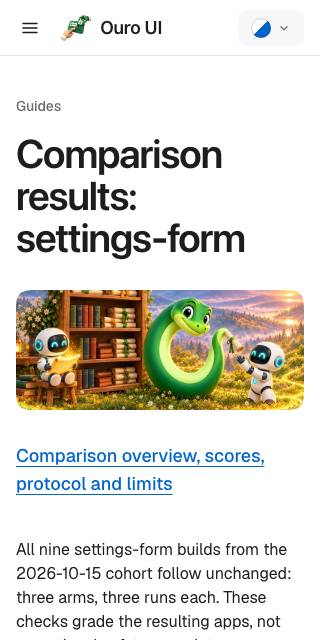 Ouro UI
Guides
Comparison
results:
settings-form
Comparison overview, scores,
protocol and limits
All nine settings-form builds from the
2026-10-15 cohort follow unchanged:
three arms, three runs each. These
checks grade the resulting apps, not